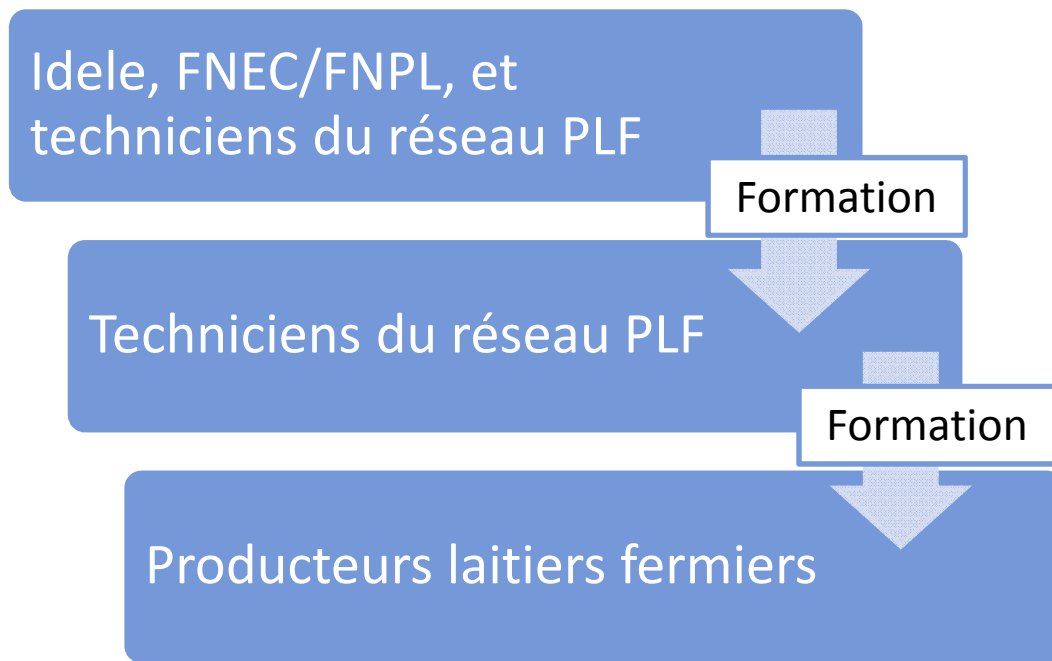 Idele, FNEC/FNPL, et
techniciens du réseau PLF
Formation
Techniciens du réseau PLF
Formation
Producteurs laitiers fermiers